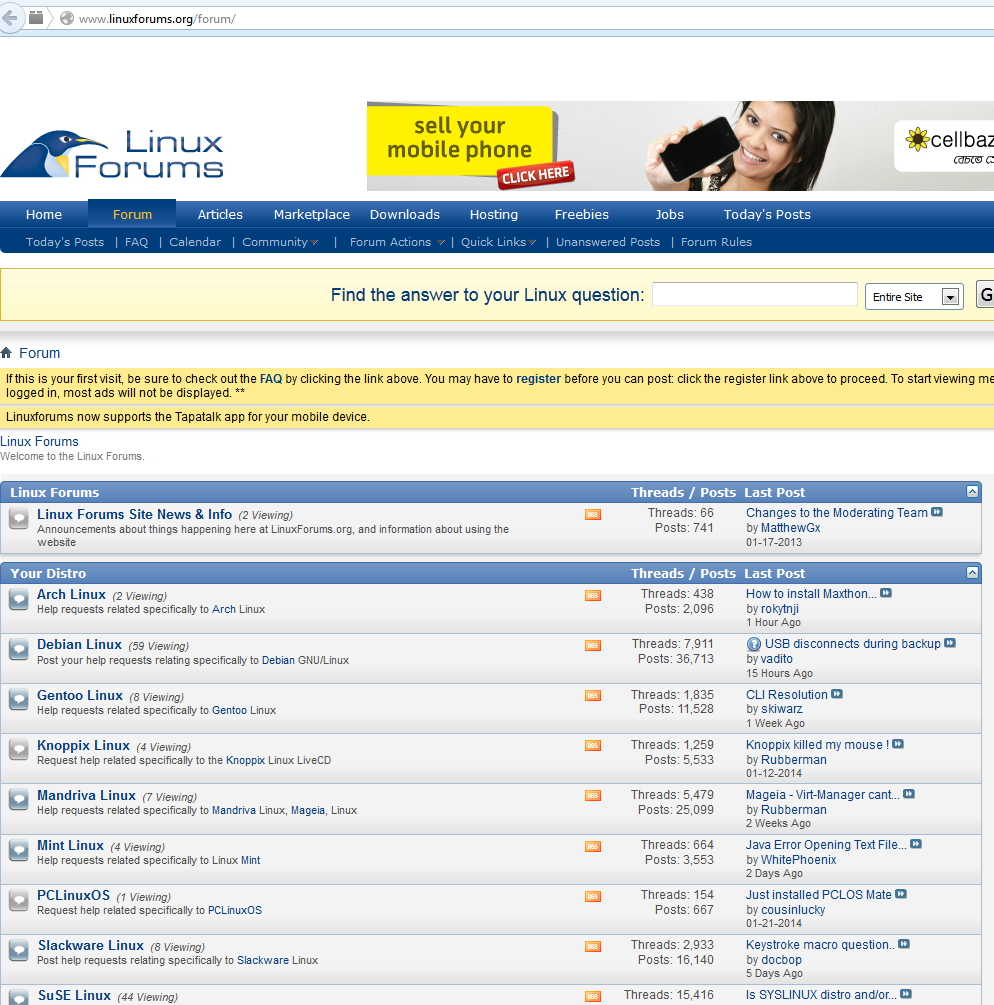 www.linuxforums.org/forum/
Linux
Forums
sell your
mobile phone
CLICK HERE
cellbaz
Home Forum Articles Marketplace Downloads Hosting Freebies Jobs Today's Posts
Today's Posts | FAQ | Calendar | Community | Forum Actions | Quick Links | Unanswered Posts | Forum Rules
Find the answer to your Linux question: Entire Site G
Forum
If this is your first visit, be sure to check out the FAQ by clicking the link above. You may have to register before you can post: click the register link above to proceed. To start viewing me
logged in, most ads will not be displayed. **
Linuxforums now supports the Tapatalk app for your mobile device.
Linux Forums
Welcome to the Linux Forums.
Linux Forums Threads / Posts Last Post
Linux Forums Site News & Info (2 Viewing) RSS Threads: 66 Changes to the Moderating Team
Announcements about things happening here at LinuxForums.org, and information about using the Posts: 741 by MatthewGx
website 01-17-2013
Your Distro Threads / Posts Last Post
Arch Linux (2 Viewing) RSS Threads: 438 How to install Maxthon...
Help requests related specifically to Arch Linux Posts: 2,096 by rokytnji
1 Hour Ago
Debian Linux (59 Viewing) RSS Threads: 7,911 USB disconnects during backup
Post your help requests relating specifically to Debian GNU/Linux Posts: 36,713 by vadito
15 Hours Ago
Gentoo Linux (8 Viewing) RSS Threads: 1,835 CLI Resolution
Help requests related specifically to Gentoo Linux Posts: 11,528 by skiwarz
1 Week Ago
Knoppix Linux (4 Viewing) RSS Threads: 1,259 Knoppix killed my mouse !
Request help related specifically to the Knoppix Linux LiveCD Posts: 5,533 by Rubberman
01-12-2014
Mandriva Linux (7 Viewing) RSS Threads: 5,479 Mageia - Virt-Manager cant...
Help requests related specifically to Mandriva Linux, Mageia, Linux Posts: 25,099 by Rubberman
2 Weeks Ago
Mint Linux (4 Viewing) RSS Threads: 664 Java Error Opening Text File...
Help requests related specifically to Linux Mint Posts: 3,553 by WhitePhoenix
2 Days Ago
PCLinuxOS (1 Viewing) RSS Threads: 154 Just installed PCLOS Mate
Request help related specifically to PCLinuxOS Posts: 667 by cousinlucky
01-21-2014
Slackware Linux (8 Viewing) RSS Threads: 2,933 Keystroke macro question..
Post help requests relating specifically to Slackware Linux Posts: 16,140 by docbop
5 Days Ago
SuSE Linux (44 Viewing) RSS Threads: 15,416 Is SYSLINUX distro and/or...